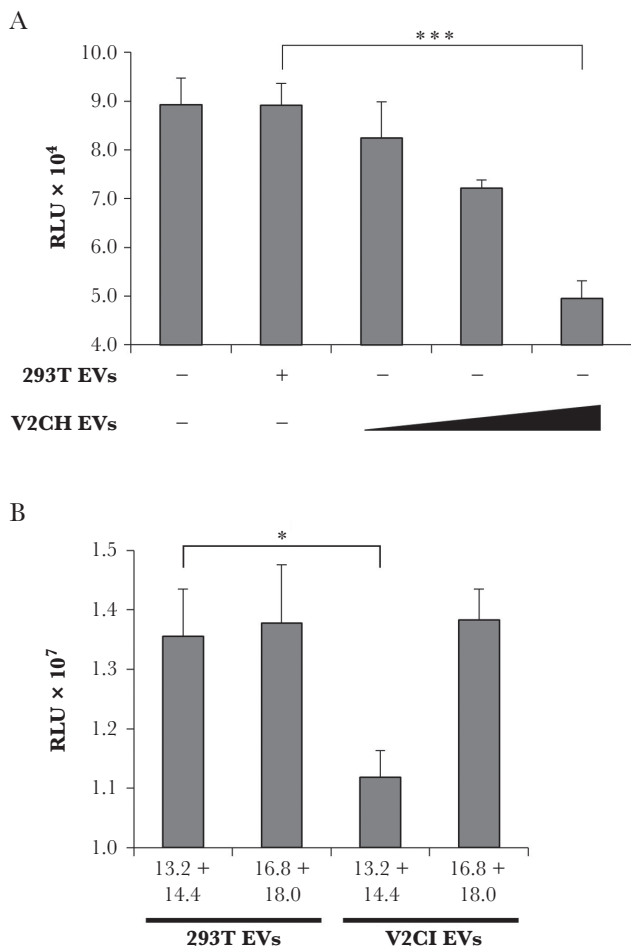 A
***
10.0
9.0
8.0
7.0
6.0
5.0
4.0
RLU × 10⁴
293T EVs − + − − −
V2CH EVs − −
B
*
1.5
1.4
1.3
1.2
1.1
1.0
RLU × 10⁷
13.2 + 16.8 + 13.2 + 16.8 +
14.4 18.0 14.4 18.0
293T EVs V2CI EVs